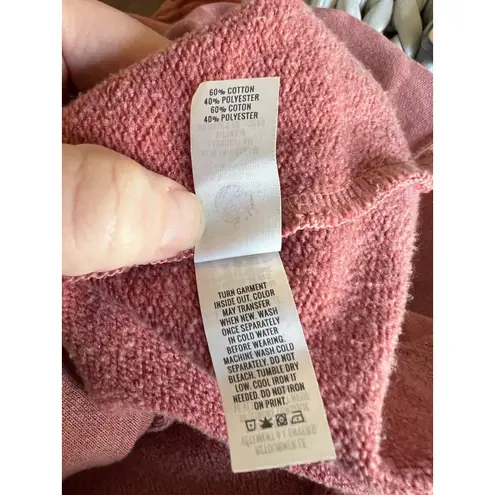 60% COTTON
40% POLYESTER
60% COTON
40% POLYESTER
TURN GARMENT
INSIDE OUT. COLOR
MAY TRANSFER
WHEN NEW. WASH
ONCE SEPARATELY
IN COLD WATER
BEFORE WEARING.
MACHINE WASH COLD
SEPARATELY. DO NOT
BLEACH. TUMBLE DRY
LOW. COOL IRON IF
NEEDED. DO NOT IRON
ON PRINT.